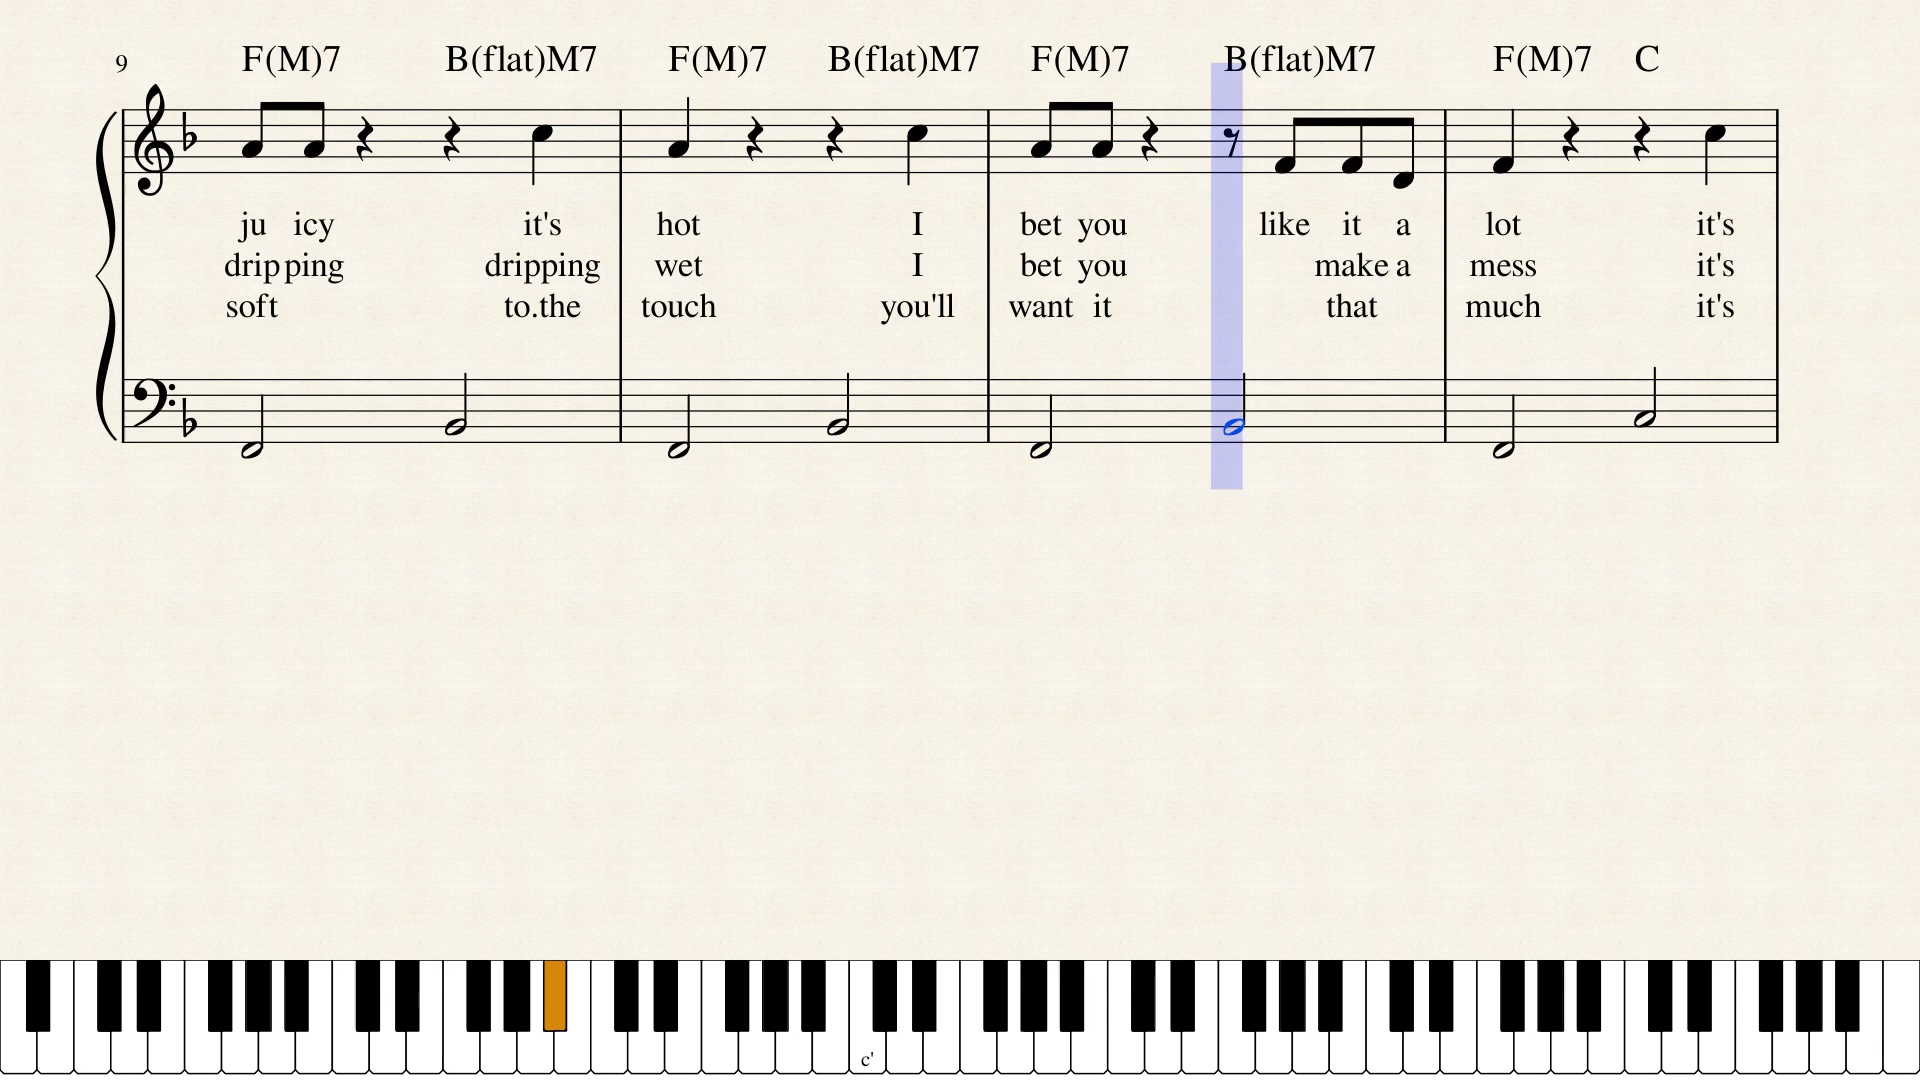 9 F(M)7 B(flat)M7 F(M)7 B(flat)M7 F(M)7 B(flat)M7 F(M)7 C
ju icy it's hot I bet you like it a lot it's
drip ping dripping wet I bet you make a mess it's
soft to.the touch you'll want it that much it's
c'